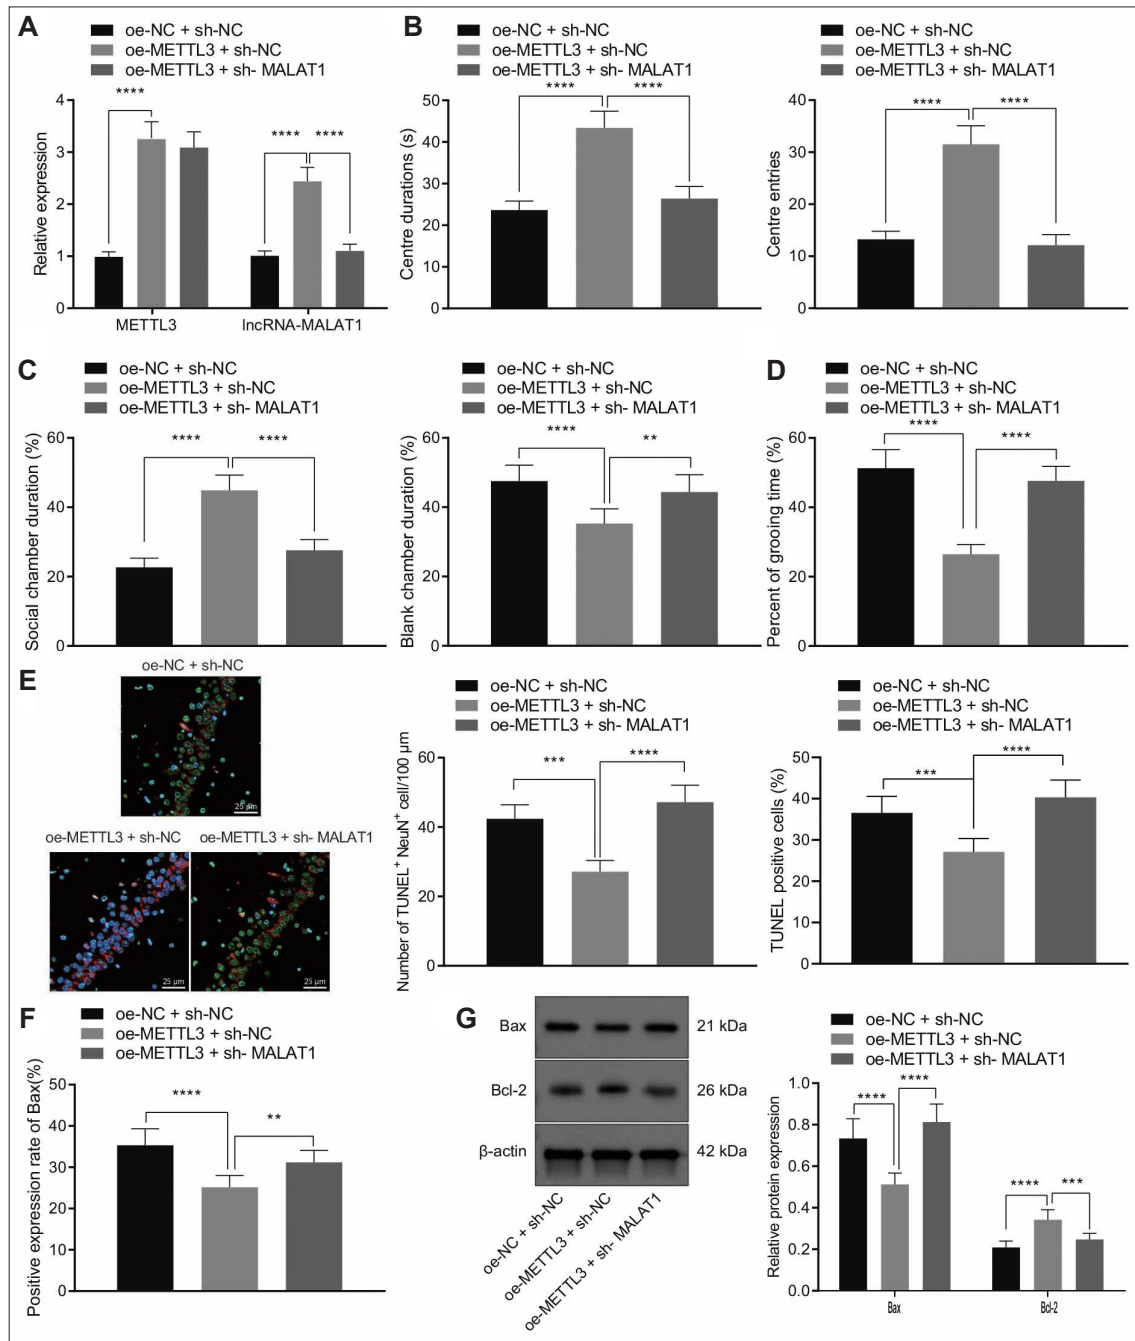 A
oe-NC + sh-NC
oe-METTL3 + sh-NC
oe-METTL3 + sh- MALAT1
Relative expression
4
3
2
1
0
****
****
****
METTL3
lncRNA-MALAT1
B
oe-NC + sh-NC
oe-METTL3 + sh-NC
oe-METTL3 + sh- MALAT1
Centre durations (s)
50
40
30
20
10
0
****
****
oe-NC + sh-NC
oe-METTL3 + sh-NC
oe-METTL3 + sh- MALAT1
Centre entries
40
30
20
10
0
****
****
C
oe-NC + sh-NC
oe-METTL3 + sh-NC
oe-METTL3 + sh- MALAT1
Social chamber duration (%)
60
40
20
0
****
****
oe-NC + sh-NC
oe-METTL3 + sh-NC
oe-METTL3 + sh- MALAT1
Blank chamber duration (%)
60
40
20
0
****
**
D
oe-NC + sh-NC
oe-METTL3 + sh-NC
oe-METTL3 + sh- MALAT1
Percent of grooing time (%)
60
40
20
0
****
****
E
oe-NC + sh-NC
25 µm
oe-METTL3 + sh-NC
25 µm
oe-METTL3 + sh- MALAT1
25 µm
oe-NC + sh-NC
oe-METTL3 + sh-NC
oe-METTL3 + sh- MALAT1
Number of TUNEL+ NeuN+ cell/100 µm
60
40
20
0
***
****
oe-NC + sh-NC
oe-METTL3 + sh-NC
oe-METTL3 + sh- MALAT1
TUNEL positive cells (%)
50
40
30
20
10
0
***
****
F
oe-NC + sh-NC
oe-METTL3 + sh-NC
oe-METTL3 + sh- MALAT1
Positive expression rate of Bax(%)
50
40
30
20
10
0
****
**
G
Bax
21 kDa
Bcl-2
26 kDa
β-actin
42 kDa
oe-NC + sh-NC
oe-METTL3 + sh-NC
oe-METTL3 + sh- MALAT1
oe-NC + sh-NC
oe-METTL3 + sh-NC
oe-METTL3 + sh- MALAT1
Relative protein expression
1.0
0.8
0.6
0.4
0.2
0.0
****
****
****
***
Bax
Bcl-2